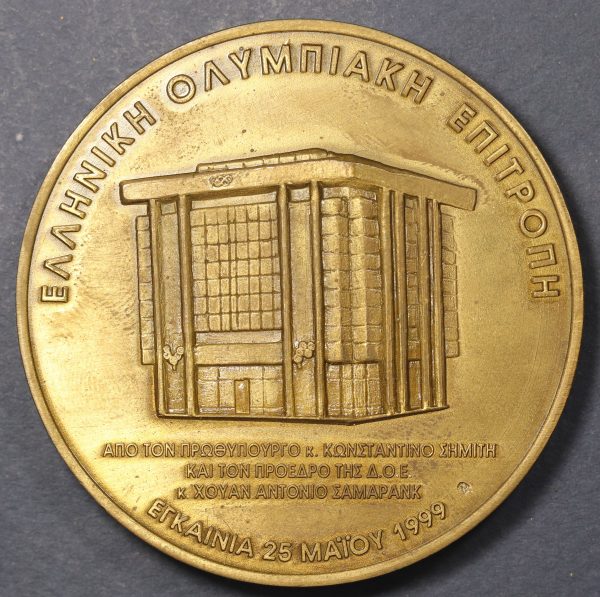 ΕΛΛΗΝΙΚΗ ΟΛΥΜΠΙΑΚΗ ΕΠΙΤΡΟΠΗ
ΑΠΟ ΤΟΝ ΠΡΩΘΥΠΟΥΡΓΟ κ. ΚΩΝΣΤΑΝΤΙΝΟ ΣΗΜΙΤΗ
ΚΑΙ ΤΟΝ ΠΡΟΕΔΡΟ ΤΗΣ Δ.Ο.Ε.
κ ΧΟΥΑΝ ΑΝΤΟΝΙΟ ΣΑΜΑΡΑΝΚ
ΕΓΚΑΙΝΙΑ 25 ΜΑΪΟΥ 1999